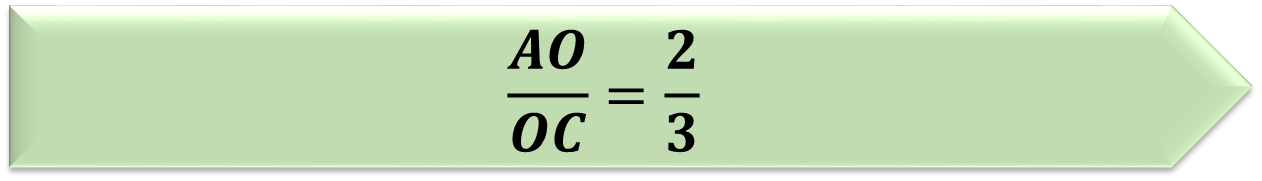 AO/OC = 2/3